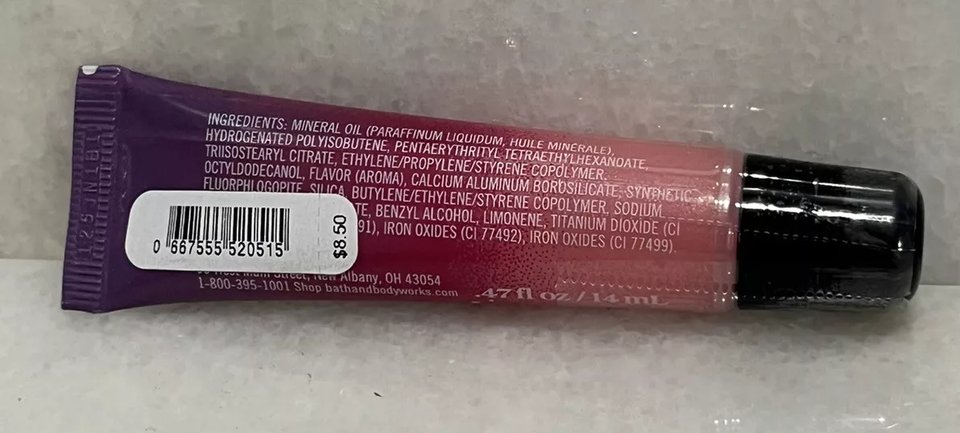 INGREDIENTS: MINERAL OIL (PARAFFINUM LIQUIDUM, HUILE MINERALE),
HYDROGENATED POLYISOBUTENE, PENTAERYTHRITYL TETRAETHYLHEXANOATE,
TRIISOSTEARYL CITRATE, ETHYLENE/PROPYLENE/STYRENE COPOLYMER,
OCTYLDODECANOL, FLAVOR (AROMA), CALCIUM ALUMINUM BOROSILICATE, SYNTHETIC
FLUORPHLOGOPITE, SILICA, BUTYLENE/ETHYLENE/STYRENE COPOLYMER, SODIUM
BENZYL ALCOHOL, LIMONENE, TITANIUM DIOXIDE (CI
91), IRON OXIDES (CI 77492), IRON OXIDES (CI 77499).
0 667555 520515
$8.50
West Main Street, New Albany, OH 43054
1-800-395-1001 Shop bathandbodyworks.com
.47 fl oz / 14 mL